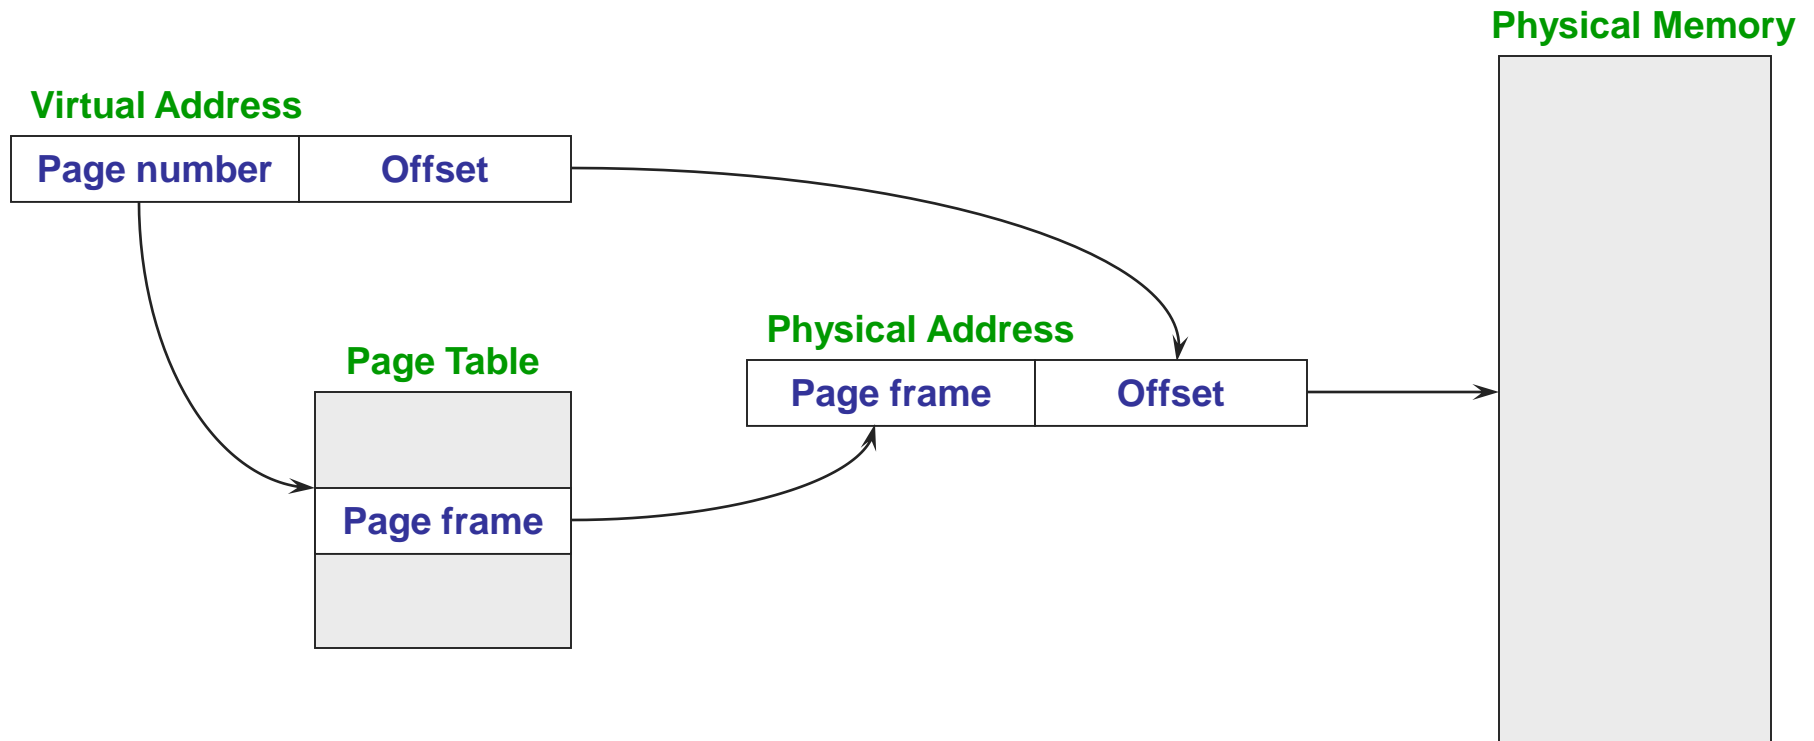 Physical Memory
Virtual Address
Page number
Offset
Physical Address
Page Table
Page frame
Offset
Page frame